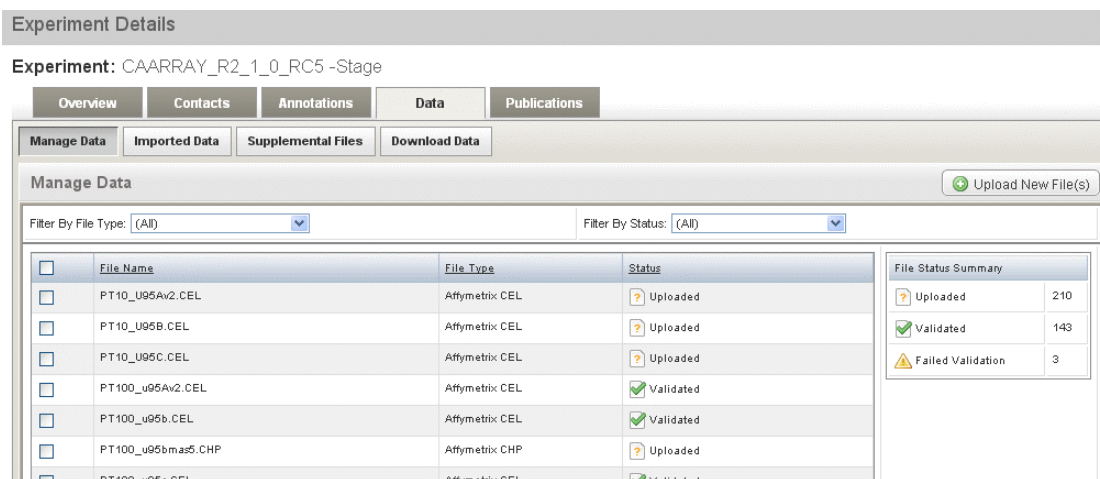 Experiment Details
Experiment: CAARRAY_R2_1_0_RC5 -Stage
Overview Contacts Annotations Data Publications
Manage Data Imported Data Supplemental Files Download Data
Manage Data Upload New File(s)
Filter By File Type: (All) Filter By Status: (All)
File Name File Type Status File Status Summary
PT10_U95Av2.CEL Affymetrix CEL Uploaded Uploaded 210
PT10_U95B.CEL Affymetrix CEL Uploaded Validated 143
PT10_U95C.CEL Affymetrix CEL Uploaded Failed Validation 3
PT100_u95Av2.CEL Affymetrix CEL Validated
PT100_u95b.CEL Affymetrix CEL Validated
PT100_u95bmas5.CHP Affymetrix CHP Uploaded